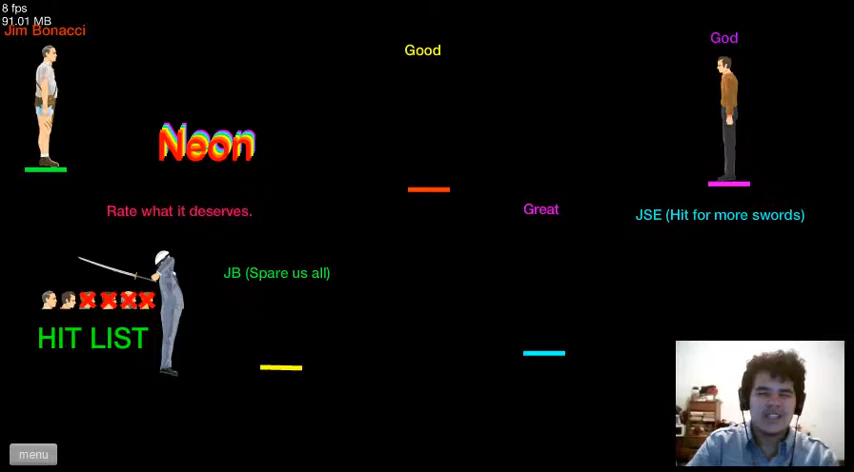 8 fps
91.01 MB
Jim Bonacci
Good
God
Neon
Rate what it deserves.
Great
JSE (Hit for more swords)
JB (Spare us all)
HIT LIST
menu